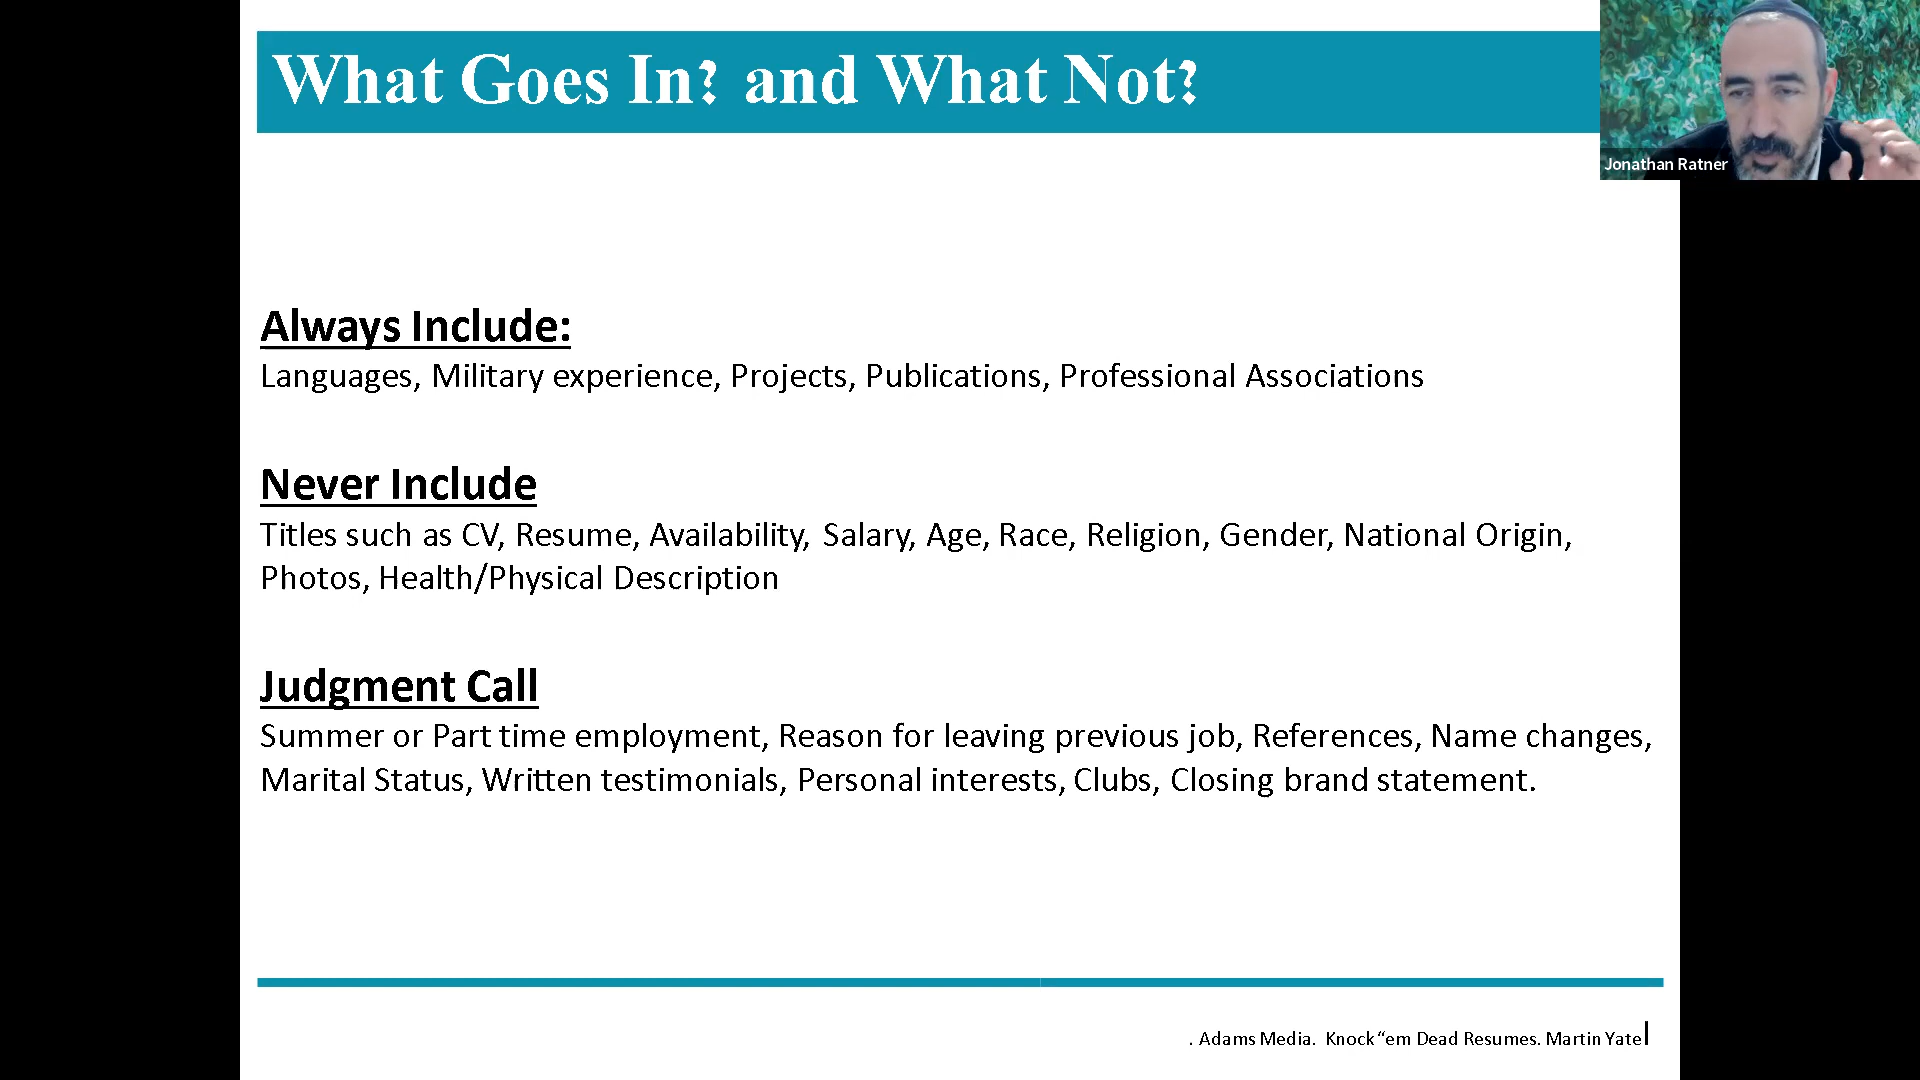 What Goes In? and What Not?
Jonathan Ratner
Always Include:
Languages, Military experience, Projects, Publications, Professional Associations
Never Include
Titles such as CV, Resume, Availability, Salary, Age, Race, Religion, Gender, National Origin,
Photos, Health/Physical Description
Judgment Call
Summer or Part time employment, Reason for leaving previous job, References, Name changes,
Marital Status, Written testimonials, Personal interests, Clubs, Closing brand statement.
. Adams Media. Knock “em Dead Resumes. Martin Yate